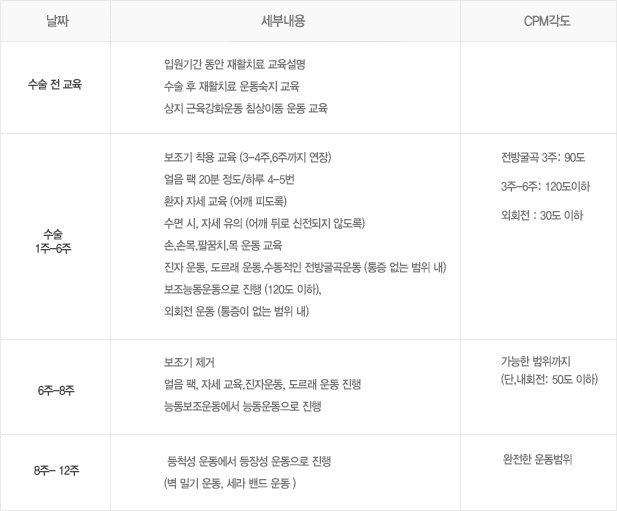 날짜
세부내용
CPM각도
수술 전 교육
입원기간 동안 재활치료 교육설명
수술 후 재활치료 운동숙지 교육
상지 근육강화운동 침상이동 운동 교육
수술
1주-6주
보조기 착용 교육 (3-4주,6주까지 연장)
얼음 팩 20분 정도/하루 4-5번
환자 자세 교육 (어깨 피도록)
수면 시, 자세 유의 (어깨 뒤로 신전되지 않도록)
손,손목,팔꿈치,목 운동 교육
진자 운동, 도르래 운동,수동적인 전방굴곡운동 (통증 없는 범위 내)
보조능동운동으로 진행 (120도 이하),
외회전 운동 (통증이 없는 범위 내)
전방굴곡 3주: 90도
3주-6주: 120도이하
외회전 : 30도 이하
6주-8주
보조기 제거
얼음 팩, 자세 교육,진자운동, 도르래 운동 진행
능동보조운동에서 능동운동으로 진행
가능한 범위까지
(단,내회전: 50도 이하)
8주- 12주
등척성 운동에서 등장성 운동으로 진행
(벽 밀기 운동, 세라 밴드 운동 )
완전한 운동범위